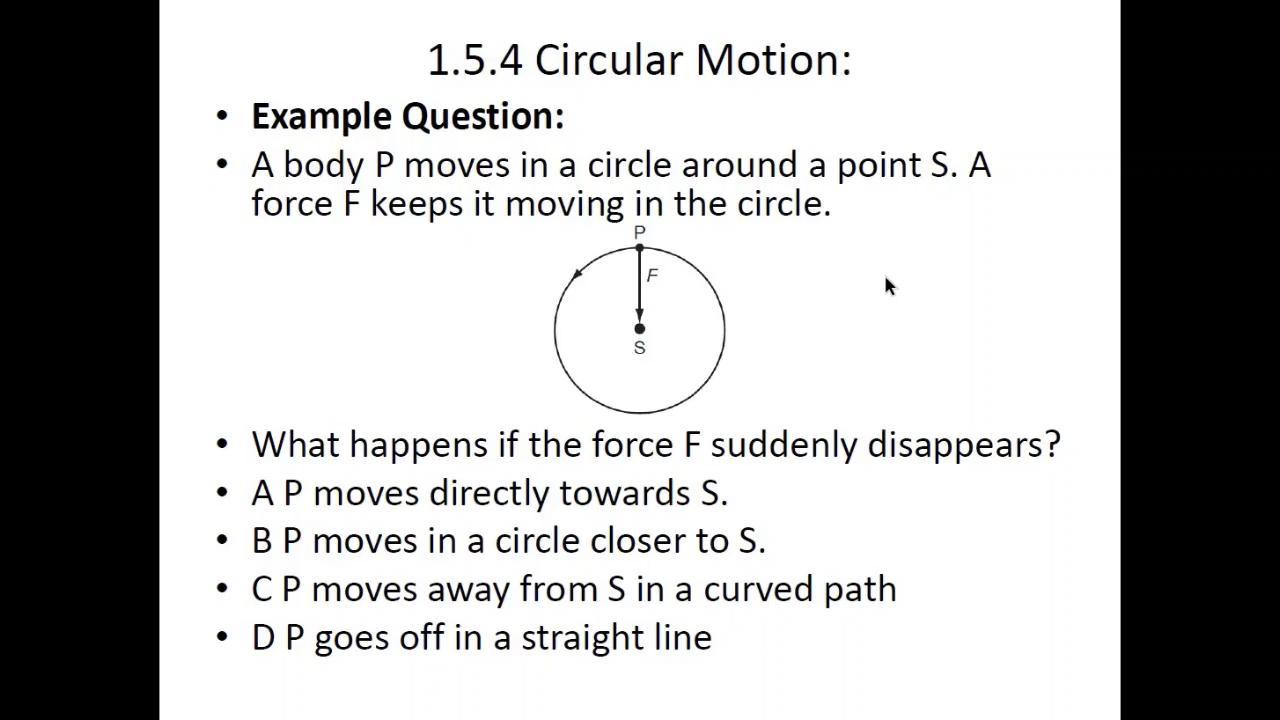 1.5.4 Circular Motion:
• Example Question:
• A body P moves in a circle around a point S. A
force F keeps it moving in the circle.
P
F
S
• What happens if the force F suddenly disappears?
• A P moves directly towards S.
• B P moves in a circle closer to S.
• C P moves away from S in a curved path
• D P goes off in a straight line